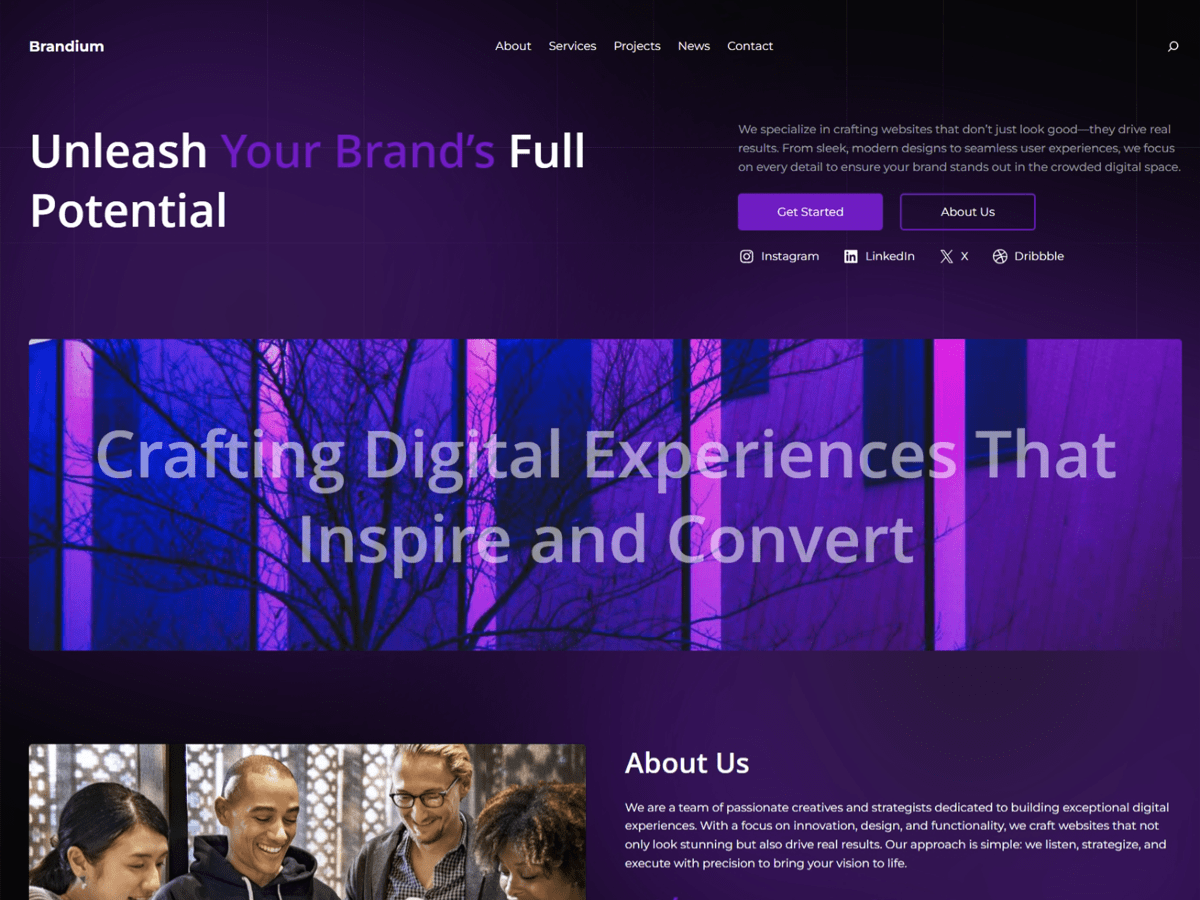 Brandium
About Services Projects News Contact
Unleash Your Brand’s Full
Potential
We specialize in crafting websites that don’t just look good—they drive real
results. From sleek, modern designs to seamless user experiences, we focus
on every detail to ensure your brand stands out in the crowded digital space.
Get Started About Us
Instagram LinkedIn X Dribbble
Crafting Digital Experiences That
Inspire and Convert
About Us
We are a team of passionate creatives and strategists dedicated to building exceptional digital
experiences. With a focus on innovation, design, and functionality, we craft websites that not
only look stunning but also drive real results. Our approach is simple: we listen, strategize, and
execute with precision to bring your vision to life.